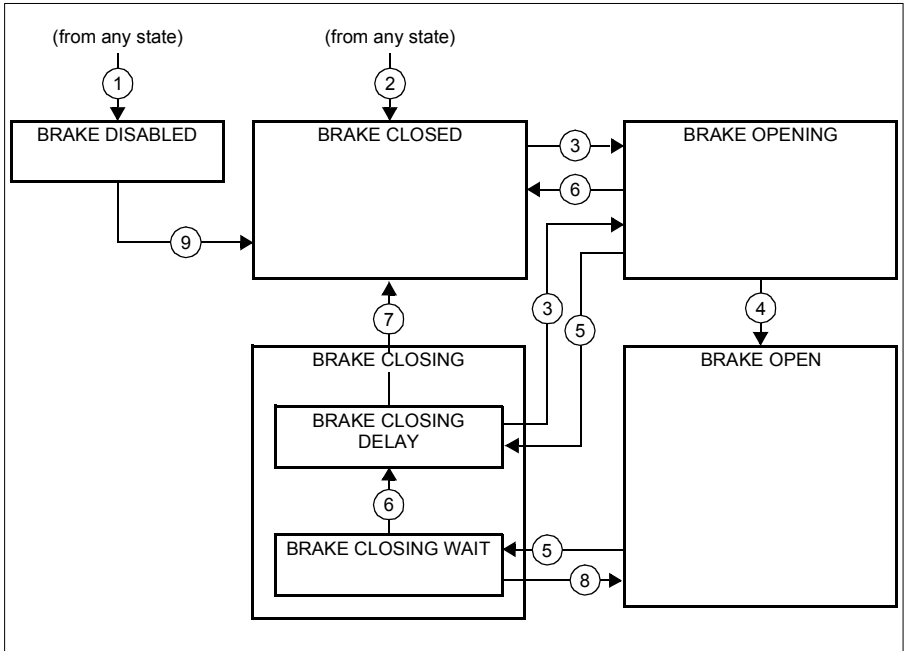 (from any state)
(from any state)
1
2
BRAKE DISABLED
BRAKE CLOSED
BRAKE OPENING
3
6
9
7
3
5
4
BRAKE CLOSING
BRAKE OPEN
BRAKE CLOSING
DELAY
6
BRAKE CLOSING WAIT
5
8